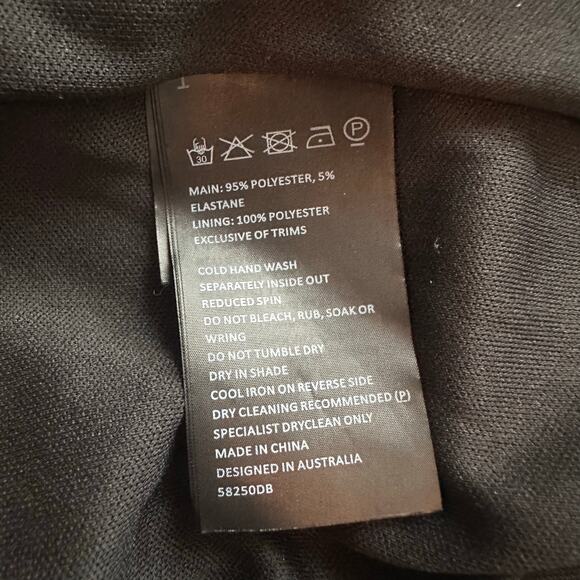 30
P
MAIN: 95% POLYESTER, 5%
ELASTANE
LINING: 100% POLYESTER
EXCLUSIVE OF TRIMS
COLD HAND WASH
SEPARATELY INSIDE OUT
REDUCED SPIN
DO NOT BLEACH, RUB, SOAK OR
WRING
DO NOT TUMBLE DRY
DRY IN SHADE
COOL IRON ON REVERSE SIDE
DRY CLEANING RECOMMENDED (P)
SPECIALIST DRYCLEAN ONLY
MADE IN CHINA
DESIGNED IN AUSTRALIA
58250DB